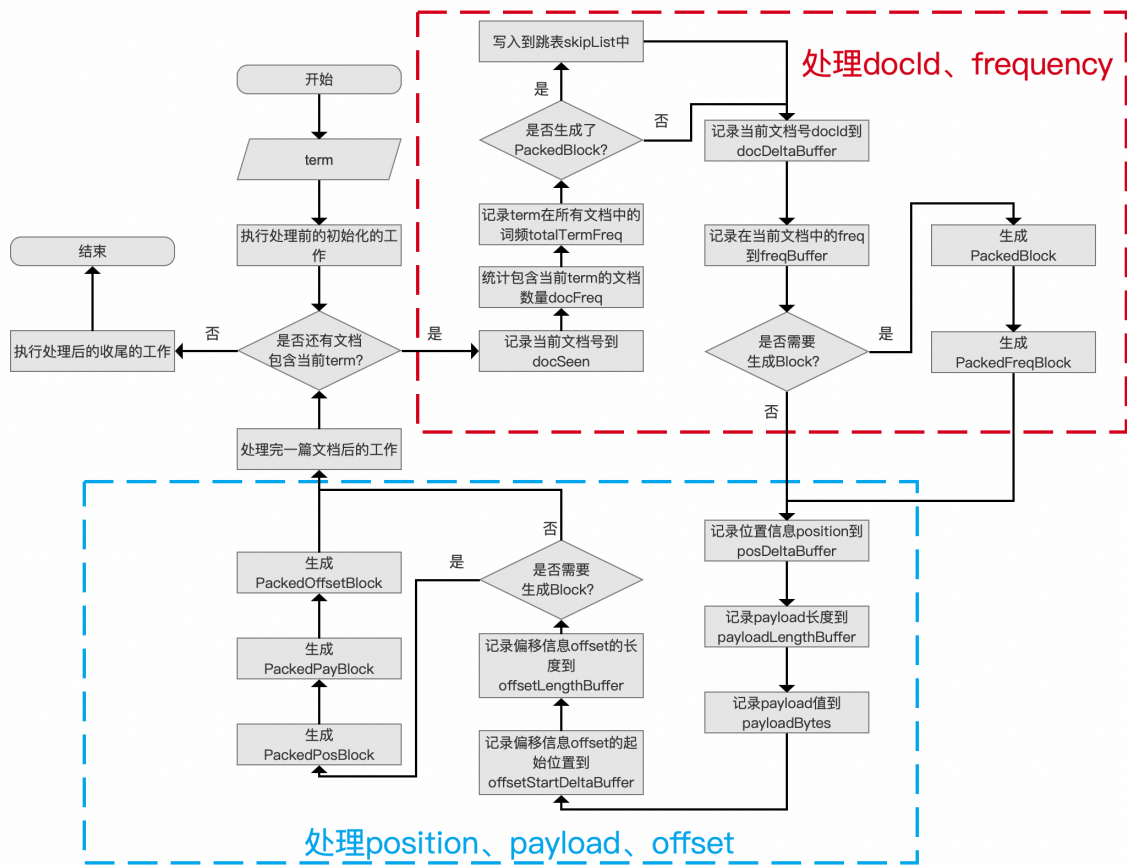 开始
term
执行处理前的初始化的工
作
是否还有文档
包含当前term?
否
执行处理后的收尾的工作
结束
是
处理docId、frequency
记录当前文档号到
docSeen
统计包含当前term的文档
数量docFreq
记录term在所有文档中的
词频totalTermFreq
是否生成了
PackedBlock?
是
写入到跳表skipList中
否
记录当前文档号docId到
docDeltaBuffer
记录在当前文档中的freq
到freqBuffer
是否需要
生成Block?
是
生成
PackedBlock
生成
PackedFreqBlock
否
记录位置信息position到
posDeltaBuffer
记录payload长度到
payloadLengthBuffer
记录payload值到
payloadBytes
记录偏移信息offset的起
始位置到
offsetStartDeltaBuffer
记录偏移信息offset的长
度到
offsetLengthBuffer
是否需要
生成Block?
否
是
生成
PackedPosBlock
生成
PackedPayBlock
生成
PackedOffsetBlock
处理完一篇文档后的工作
处理position、payload、offset